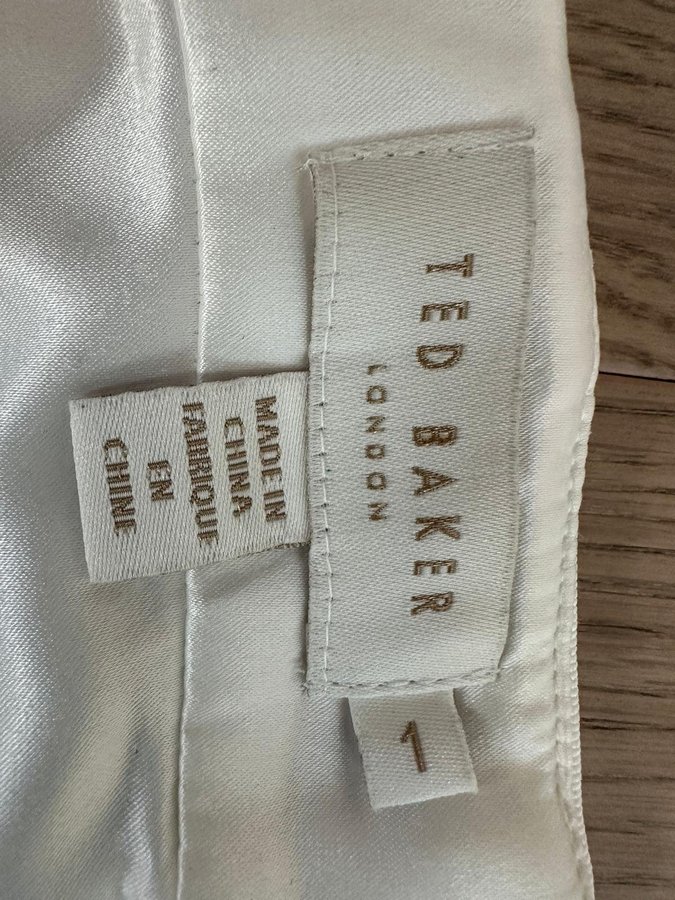 TED BAKER
LONDON
1
MADE IN
CHINA
FABRIQUE
EN
CHINE